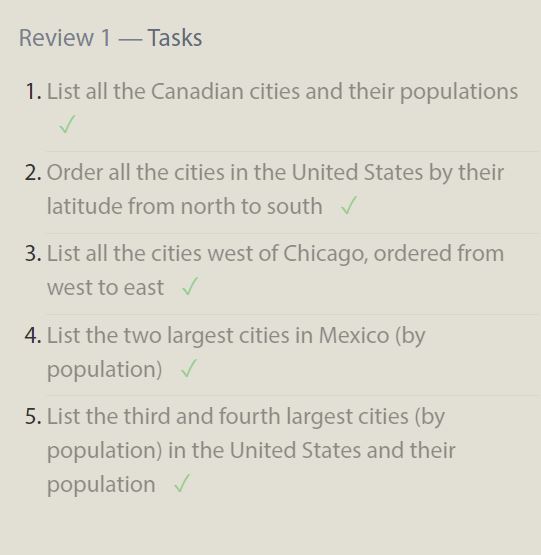 Review 1 — Tasks
1. List all the Canadian cities and their populations
✓
2. Order all the cities in the United States by their
latitude from north to south ✓
3. List all the cities west of Chicago, ordered from
west to east ✓
4. List the two largest cities in Mexico (by
population) ✓
5. List the third and fourth largest cities (by
population) in the United States and their
population ✓